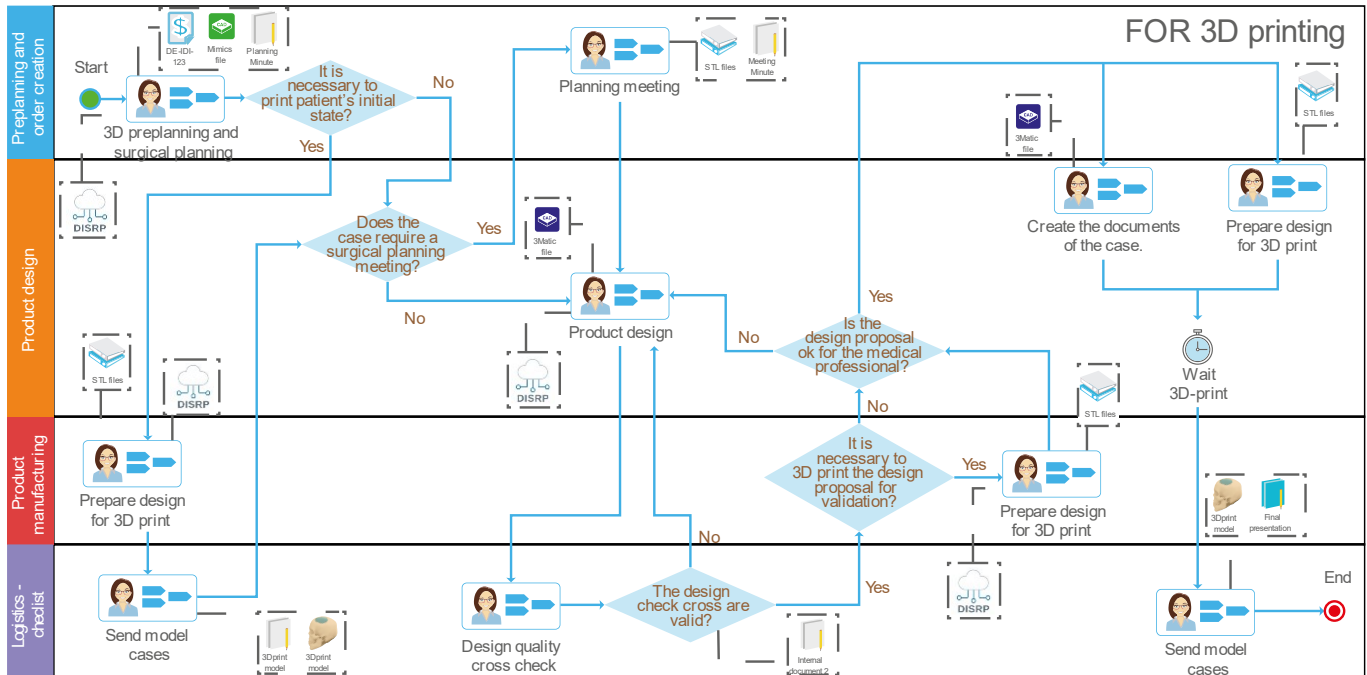 FOR 3D printing
Preplanning and
order creation
Product design
Product
manufacturing
Logistics -
checlist
Start
DE-IDI-
123
CAD
Mimics
file
Planning
Minute
3D preplanning and
surgical planning
It is
necessary to
print patient's initial
state?
No
Yes
Planning meeting
STL files
Meeting
Minute
CAD
3Matic
file
STL files
DISRP
Does the
case require a
surgical planning
meeting?
Yes
No
CAD
3Matic
file
Product design
DISRP
Create the documents
of the case.
Prepare design
for 3D print
Yes
Is the
design proposal
ok for the medical
professional?
No
Wait
3D-print
STL files
DISRP
STL files
Prepare design
for 3D print
No
It is
necessary to
3D print the design
proposal for
validation?
Yes
Prepare design
for 3D print
3Dprint
model
Final
presentation
Send model
cases
3Dprint
model
3Dprint
model
Design quality
cross check
No
The design
check cross are
valid?
Yes
Internal
document 2
DISRP
Send model
cases
End